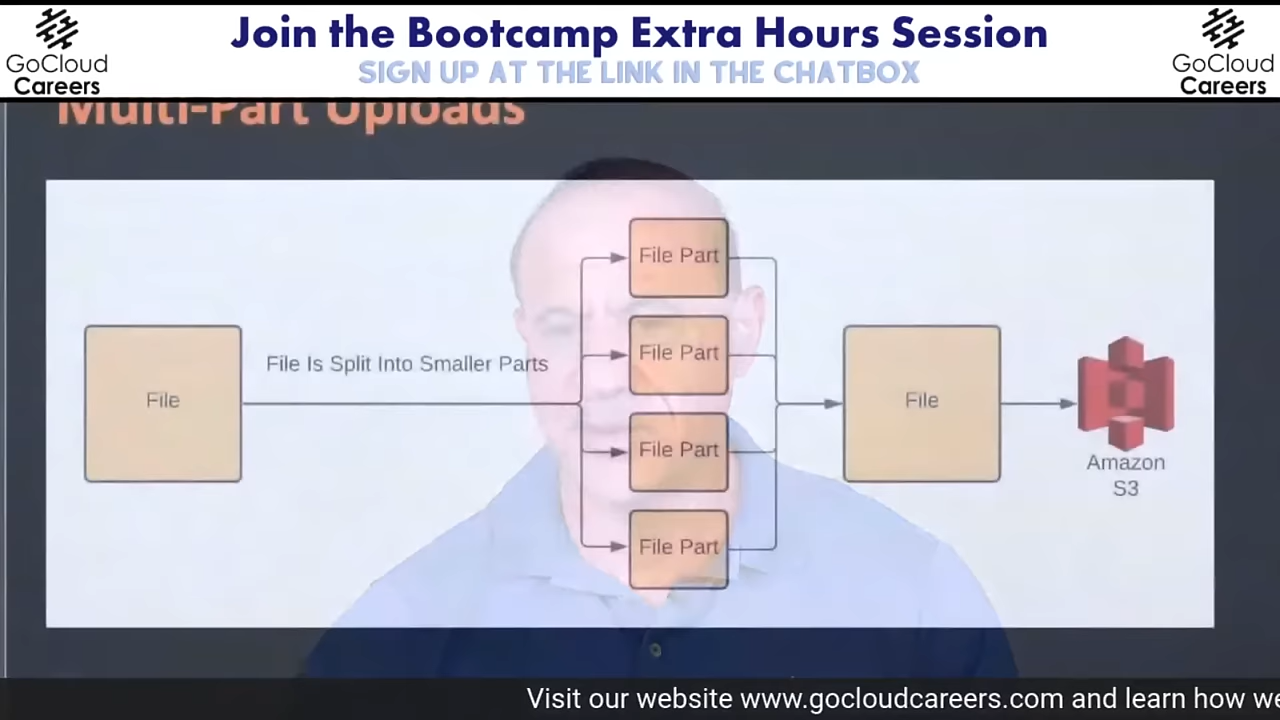 Join the Bootcamp Extra Hours Session
SIGN UP AT THE LINK IN THE CHATBOX
GoCloud
Careers
GoCloud
Careers
Multi-Part Uploads
File
File Is Split Into Smaller Parts
File Part
File Part
File Part
File Part
File
Amazon
S3
Visit our website www.gocloudcareers.com and learn how we